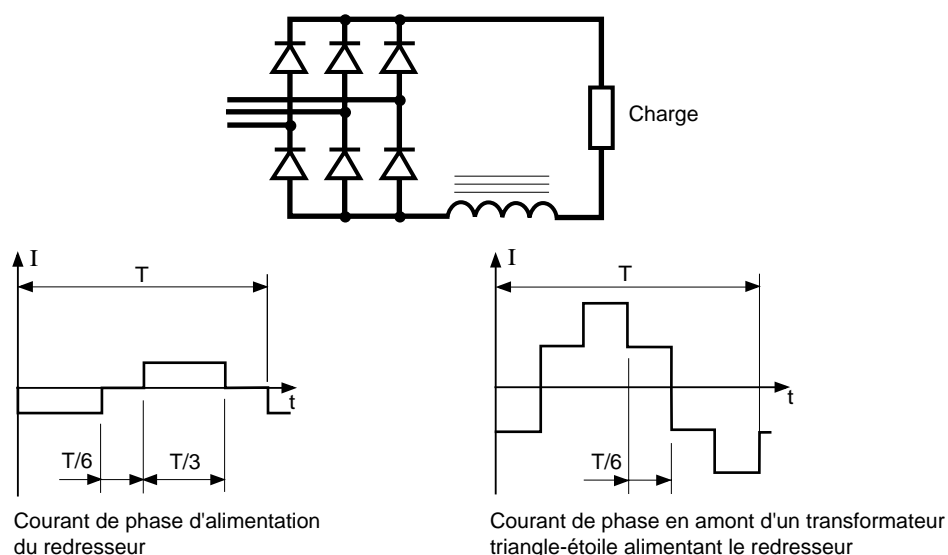 Charge
I
T
t
T/6
T/3
Courant de phase d'alimentation
du redresseur
I
T
t
T/6
Courant de phase en amont d'un transformateur
triangle-étoile alimentant le redresseur